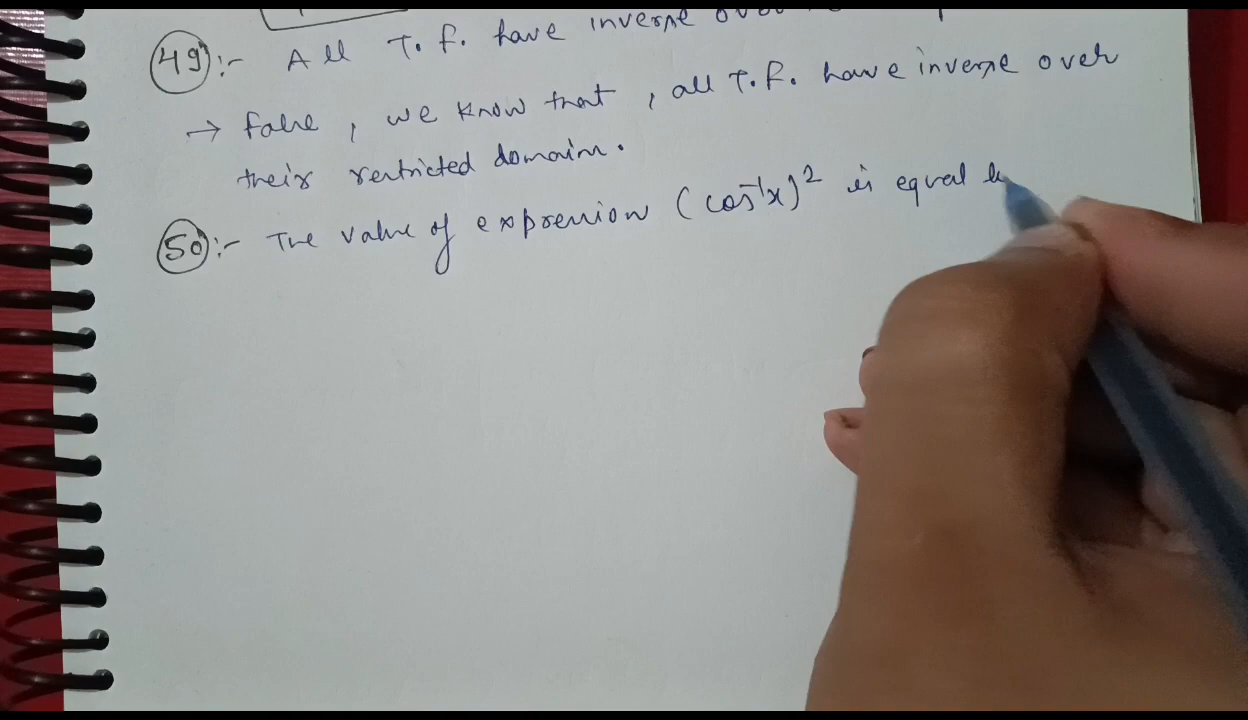 49:- All T.f. have inverse over
→ false, we know that, all T.f. have inverse over
their restricted domain.
50:- The value of expression (cos⁻¹x)² is equal